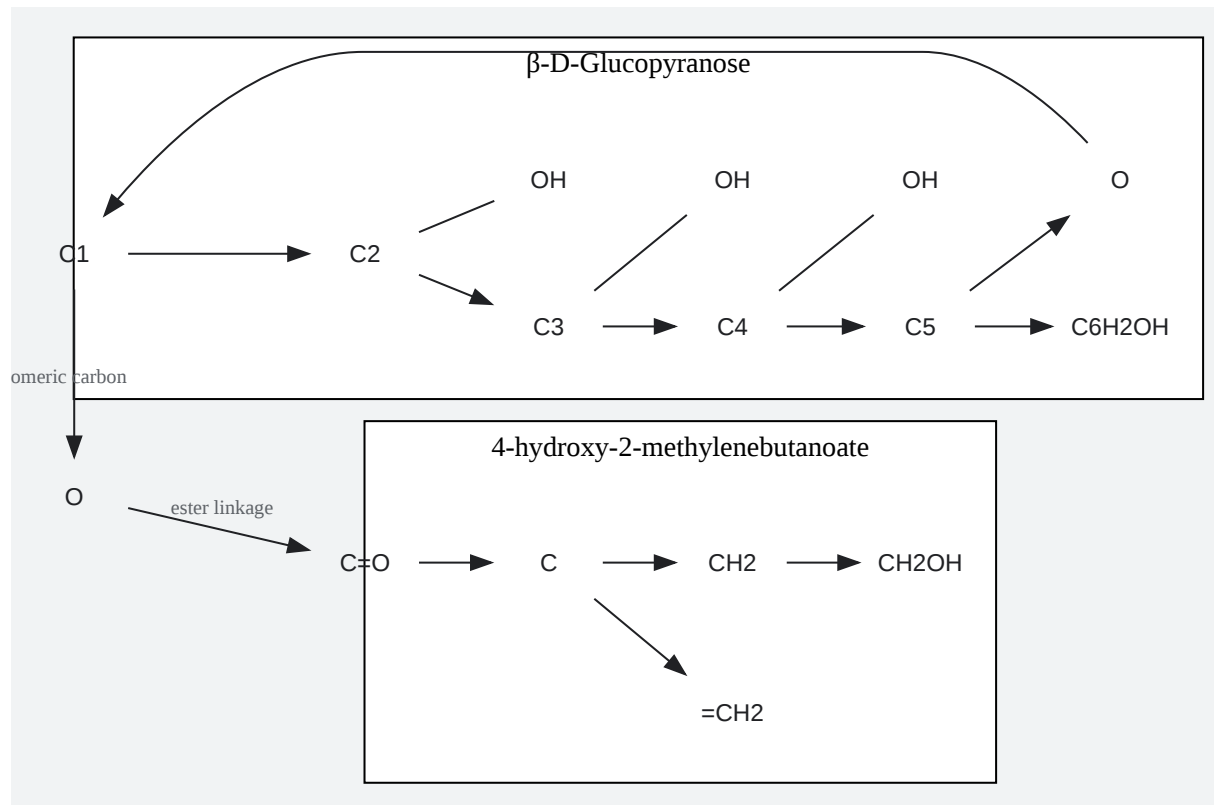 β-D-Glucopyranose
OH OH OH O
C1 C2
C3 C4 C5 C6H2OH
omeric carbon
4-hydroxy-2-methylenebutanoate
O
ester linkage
C=O C CH2 CH2OH
=CH2